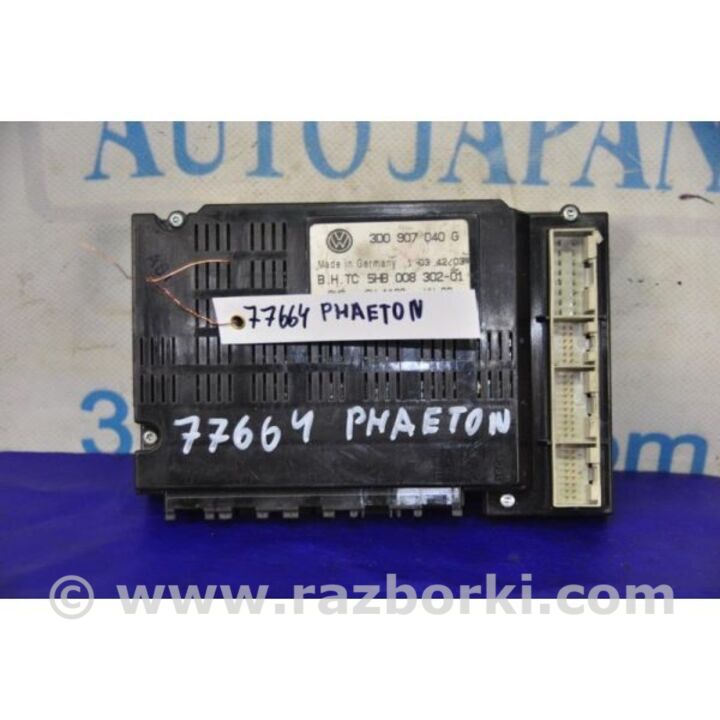 AUTOJAPAN
3D0 907 040 G
Made in Germany
B.H.TC 5HB 008 302-01
77664 PHAETON
77664 PHAETON
© www.razborki.com